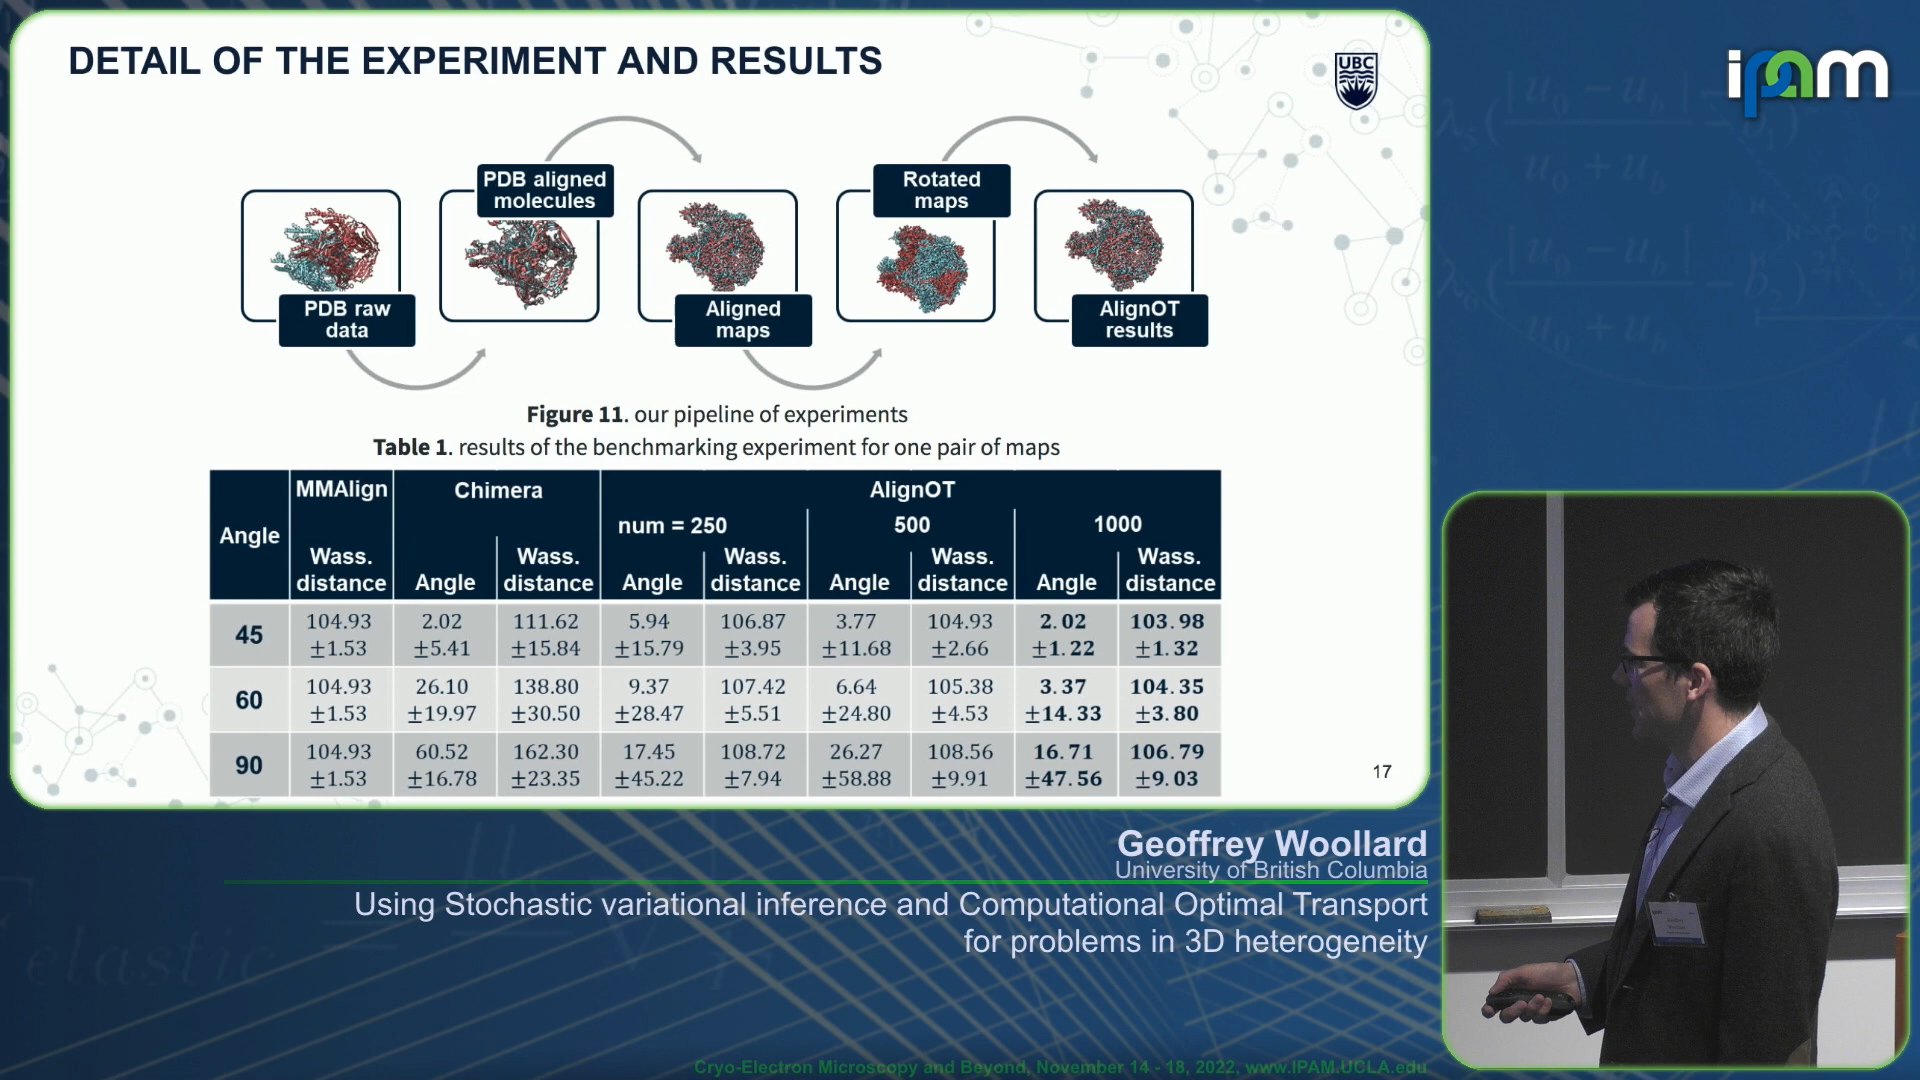 DETAIL OF THE EXPERIMENT AND RESULTS
UBC
ipam
PDB raw
data
PDB aligned
molecules
Aligned
maps
Rotated
maps
AlignOT
results
Figure 11. our pipeline of experiments
Table 1. results of the benchmarking experiment for one pair of maps
Angle MMAlign Chimera AlignOT
num = 250 500 1000
Wass. distance Angle Wass. distance Angle Wass. distance Angle Wass. distance Angle Wass. distance
45 104.93 ±1.53 2.02 ±5.41 111.62 ±15.84 5.94 ±15.79 106.87 ±3.95 3.77 ±11.68 104.93 ±2.66 2.02 ±1.22 103.98 ±1.32
60 104.93 ±1.53 26.10 ±19.97 138.80 ±30.50 9.37 ±28.47 107.42 ±5.51 6.64 ±24.80 105.38 ±4.53 3.37 ±14.33 104.35 ±3.80
90 104.93 ±1.53 60.52 ±16.78 162.30 ±23.35 17.45 ±45.22 108.72 ±7.94 26.27 ±58.88 108.56 ±9.91 16.71 ±47.56 106.79 ±9.03
17
Geoffrey Woollard
University of British Columbia
Using Stochastic variational inference and Computational Optimal Transport
for problems in 3D heterogeneity
elastic
Cryo-Electron Microscopy and Beyond, November 14 - 18, 2022, www.IPAM.UCLA.edu